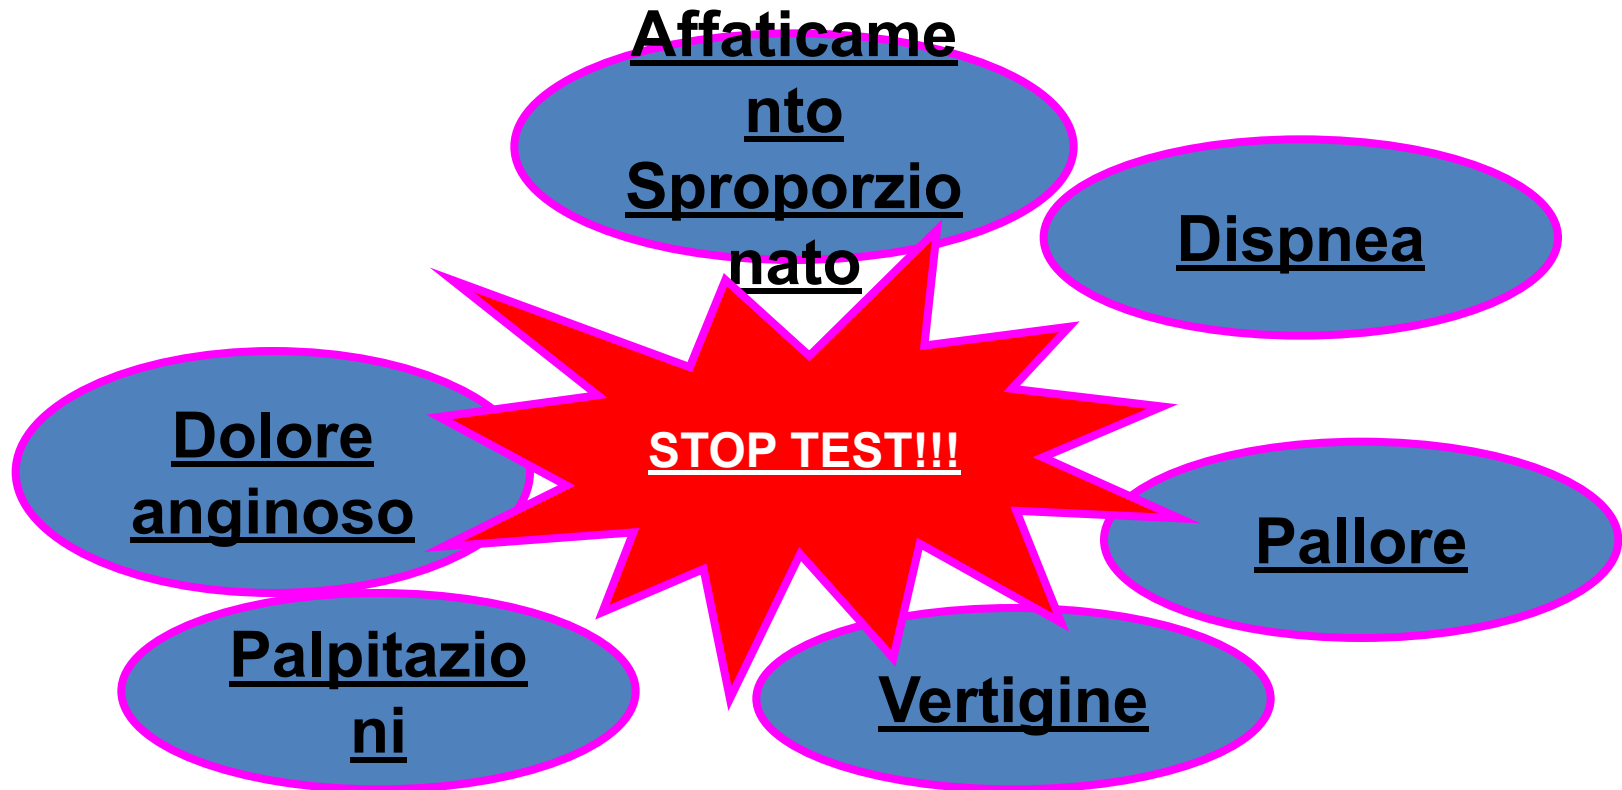 Affaticame
nto
Sproporzio
nato
Dispnea
Dolore
anginoso
STOP TEST!!!
Pallore
Palpitazio
ni
Vertigine